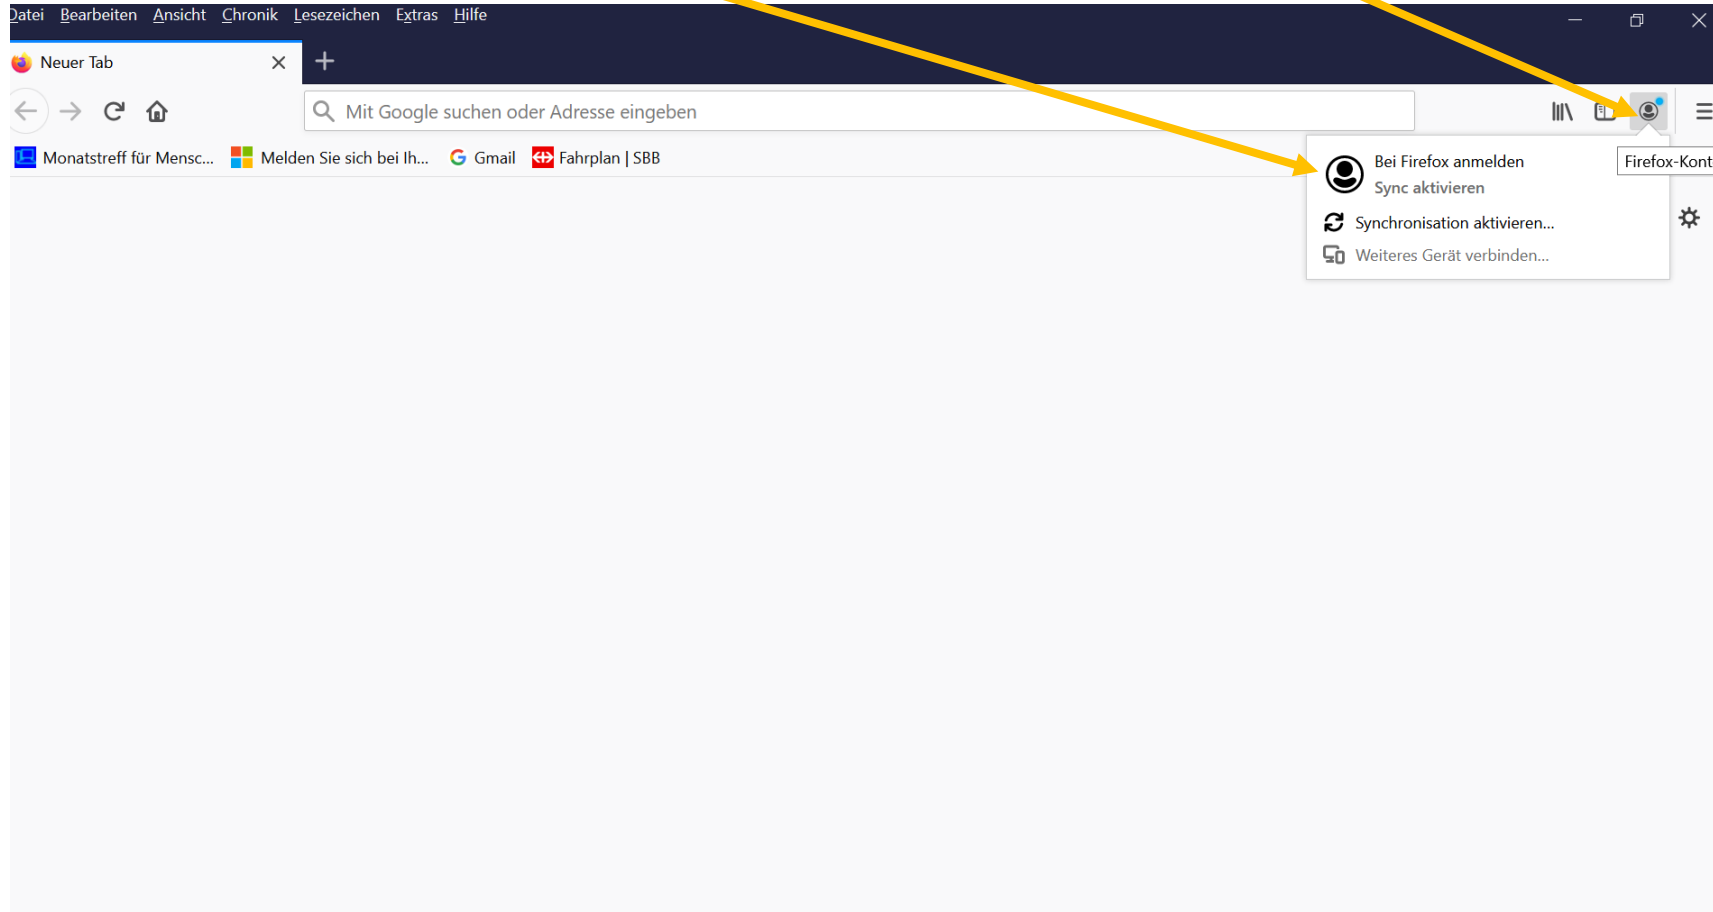 Datei Bearbeiten Ansicht Chronik Lesezeichen Extras Hilfe
Neuer Tab
Mit Google suchen oder Adresse eingeben
Monatstreff für Mensc... Melden Sie sich bei Ih... Gmail Fahrplan | SBB
Bei Firefox anmelden
Firefox-Kont
Sync aktivieren
Synchronisation aktivieren...
Weiteres Gerät verbinden...